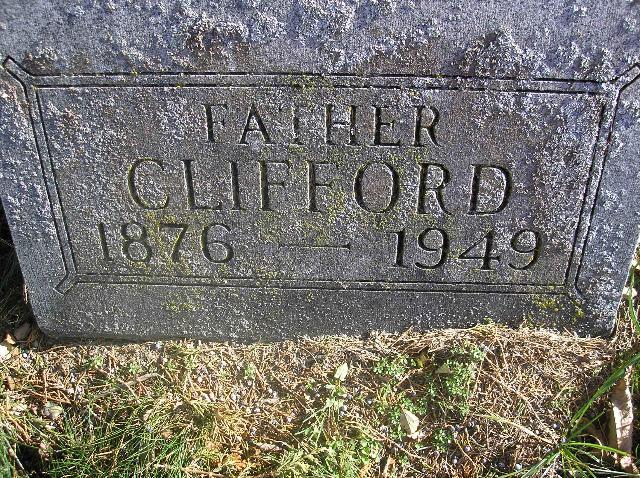 FATHER
CLIFFORD
1876 — 1949